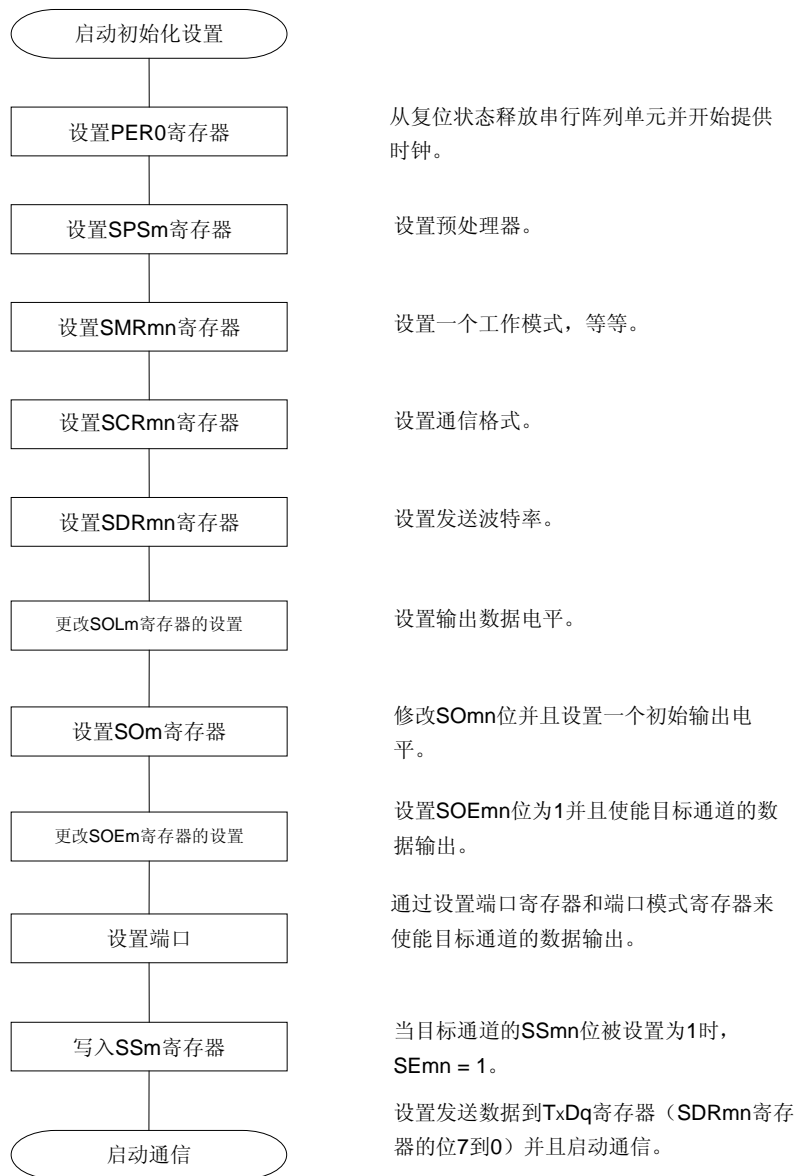 启动初始化设置
设置PER0寄存器
从复位状态释放串行阵列单元并开始提供
时钟。
设置SPSm寄存器
设置预处理器。
设置SMRmn寄存器
设置一个工作模式，等等。
设置SCRmn寄存器
设置通信格式。
设置SDRmn寄存器
设置发送波特率。
更改SOLm寄存器的设置
设置输出数据电平。
设置SOm寄存器
修改SOmn位并且设置一个初始输出电
平。
更改SOEm寄存器的设置
设置SOEmn位为1并且使能目标通道的数
据输出。
设置端口
通过设置端口寄存器和端口模式寄存器来
使能目标通道的数据输出。
写入SSm寄存器
当目标通道的SSmn位被设置为1时，
SEmn = 1。
启动通信
设置发送数据到TxDq寄存器（SDRmn寄存
器的位7到0）并且启动通信。